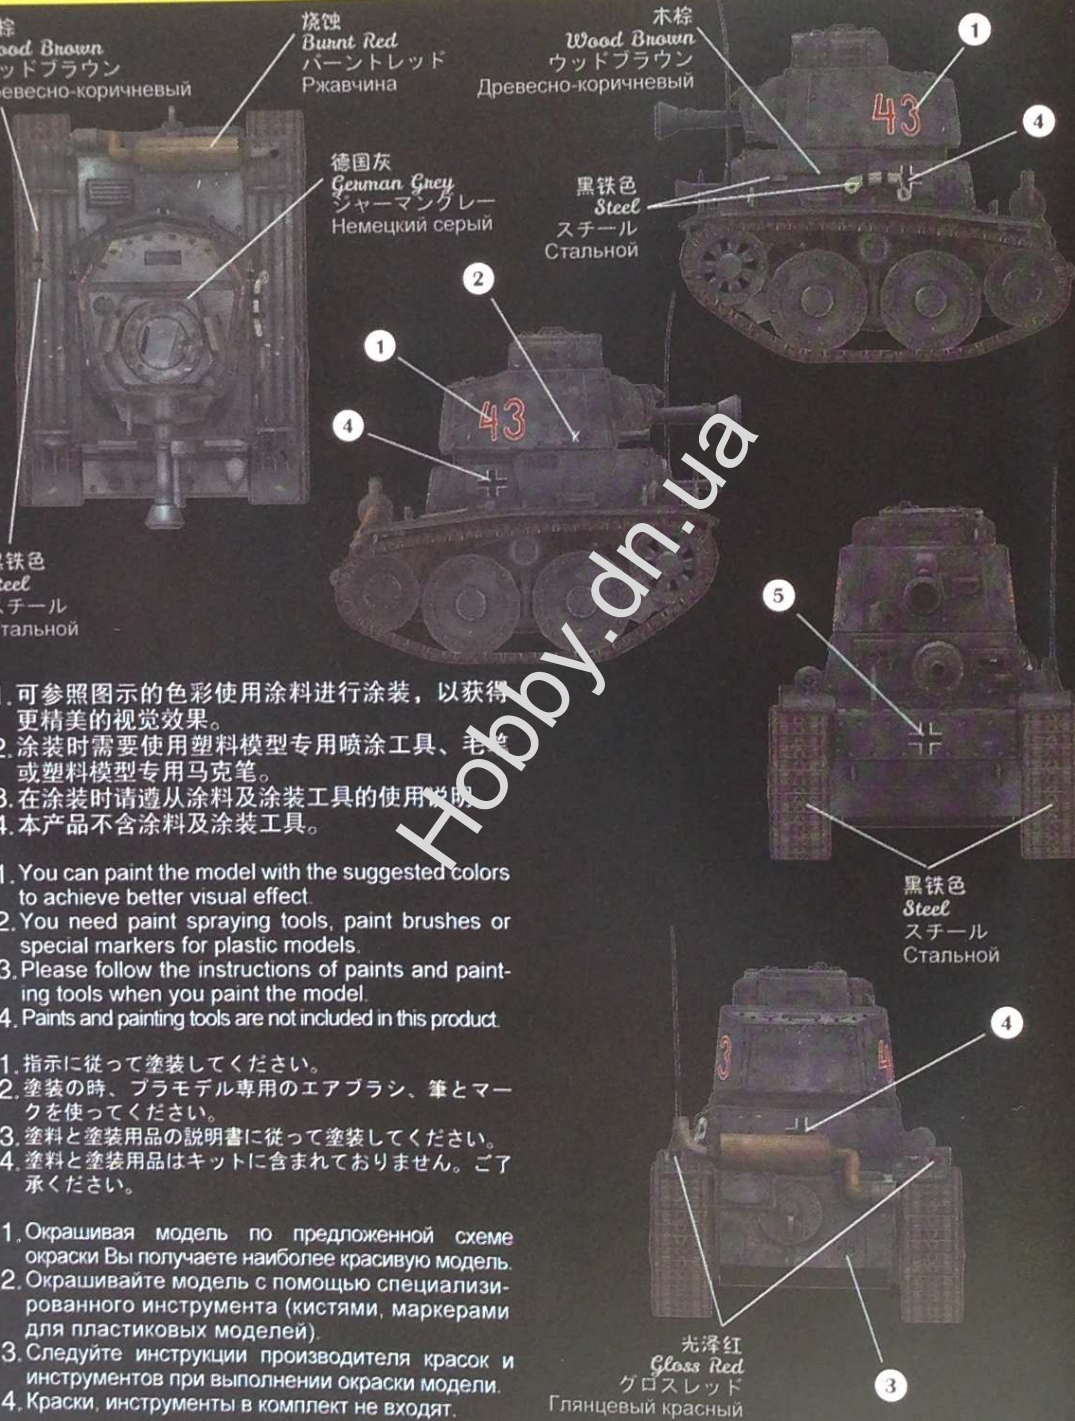 棕
ood Brown
ッドブラウン
ревесно-коричневый
烧蚀
Burnt Red
バーントレッド
Ржавчина
木棕
Wood Brown
ウッドブラウン
Древесно-коричневый
1
43
4
德国灰
German Grey
ジャーマングレー
Немецкий серый
黑铁色
Steel
スチール
Стальной
2
1
43
4
铁色
teel
スチール
тальной
5
Hobby.dn.ua
1.可参照图示的色彩使用涂料进行涂装，以获得
更精美的视觉效果。
2.涂装时需要使用塑料模型专用喷涂工具、毛笔
或塑料模型专用马克笔。
3.在涂装时请遵从涂料及涂装工具的使用说明
4.本产品不含涂料及涂装工具。
1.You can paint the model with the suggested colors
to achieve better visual effect.
2.You need paint spraying tools, paint brushes or
special markers for plastic models.
3.Please follow the instructions of paints and paint-
ing tools when you paint the model.
4.Paints and painting tools are not included in this product.
1.指示に従って塗装してください。
2.塗装の時、プラモデル専用のエアブラシ、筆とマー
クを使ってください。
3.塗料と塗装用品の説明書に従って塗装してください。
4.塗料と塗装用品はキットに含まれておりません。ご了
承ください。
1.Окрашивая модель по предложенной схеме
окраски Вы получаете наиболее красивую модель.
2.Окрашивайте модель с помощью специализи-
рованного инструмента (кистями, маркерами
для пластиковых моделей).
3.Следуйте инструкции производителя красок и
инструментов при выполнении окраски модели.
4.Краски, инструменты в комплект не входят.
黑铁色
Steel
スチール
Стальной
3
4
4
光泽红
Gloss Red
グロスレッド
Глянцевый красный
3